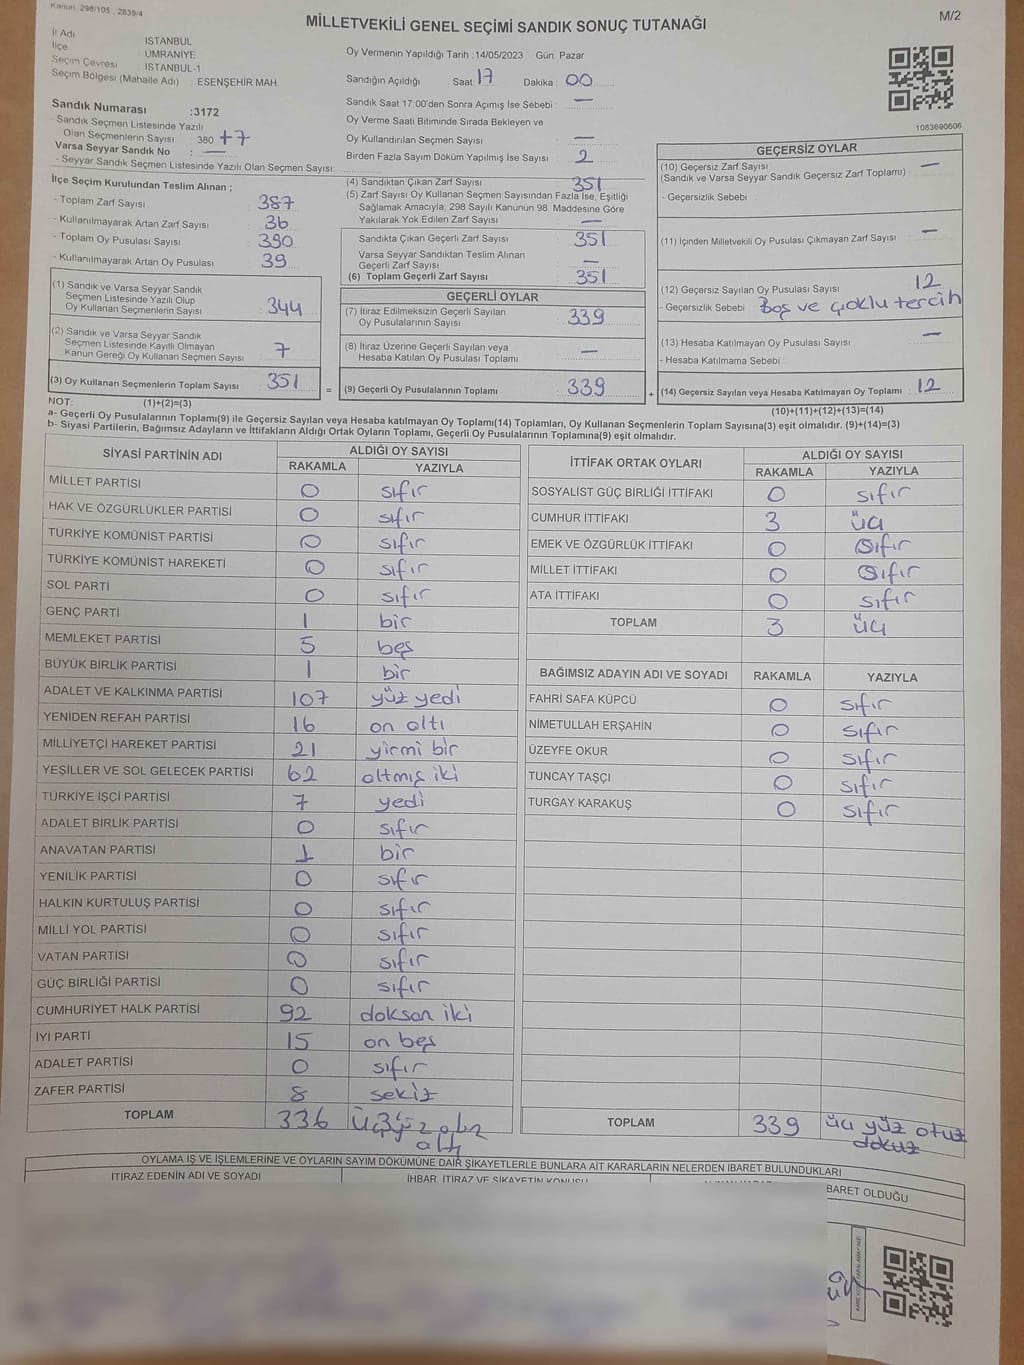 Kanun: 298/105 , 2839/4
M/2
MİLLETVEKİLİ GENEL SEÇİMİ SANDIK SONUÇ TUTANAĞI
İl Adı İSTANBUL
İlçe ÜMRANİYE
Seçim Çevresi İSTANBUL-1
Seçim Bölgesi (Mahalle Adı) ESENŞEHİR MAH.
Sandık Numarası :3172
- Sandık Seçmen Listesinde Yazılı
Olan Seçmenlerin Sayısı 380 +7
Varsa Seyyar Sandık No : —
- Seyyar Sandık Seçmen Listesinde Yazılı Olan Seçmen Sayısı:
İlçe Seçim Kurulundan Teslim Alınan ;
- Toplam Zarf Sayısı : 387
- Kullanılmayarak Artan Zarf Sayısı : 36
- Toplam Oy Pusulası Sayısı : 390
- Kullanılmayarak Artan Oy Pusulası : 39
(1) Sandık ve Varsa Seyyar Sandık
Seçmen Listesinde Yazılı Olup
Oy Kullanan Seçmenlerin Sayısı : 344
(2) Sandık ve Varsa Seyyar Sandık
Seçmen Listesinde Kayıtlı Olmayan
Kanun Gereği Oy Kullanan Seçmen Sayısı : 7
(3) Oy Kullanan Seçmenlerin Toplam Sayısı : 351
Oy Vermenin Yapıldığı Tarih :14/05/2023 Gün: Pazar
Sandığın Açıldığı Saat: 17 Dakika : 00
Sandık Saat 17:00'den Sonra Açımış İse Sebebi : —
Oy Verme Saati Bitiminde Sırada Bekleyen ve
Oy Kullandırılan Seçmen Sayısı : —
Birden Fazla Sayım Döküm Yapılmış İse Sayısı : 2
(4) Sandıktan Çıkan Zarf Sayısı : 351
(5) Zarf Sayısı Oy Kullanan Seçmen Sayısından Fazla İse, Eşitliği
Sağlamak Amacıyla, 298 Sayılı Kanunun 98. Maddesine Göre
Yakılarak Yok Edilen Zarf Sayısı : —
Sandıkta Çıkan Geçerli Zarf Sayısı : 351
Varsa Seyyar Sandıktan Teslim Alınan
Geçerli Zarf Sayısı : —
(6) Toplam Geçerli Zarf Sayısı : 351
GEÇERLİ OYLAR
(7) İtiraz Edilmeksizin Geçerli Sayılan
Oy Pusulalarının Sayısı : 339
(8) İtiraz Üzerine Geçerli Sayılan veya
Hesaba Katılan Oy Pusulası Toplamı : —
= (9) Geçerli Oy Pusulalarının Toplamı : 339
1083690606
GEÇERSİZ OYLAR
(10) Geçersiz Zarf Sayısı : —
(Sandık ve Varsa Seyyar Sandık Geçersiz Zarf Toplamı)
- Geçersizlik Sebebi :
(11) İçinden Milletvekili Oy Pusulası Çıkmayan Zarf Sayısı : —
(12) Geçersiz Sayılan Oy Pusulası Sayısı : 12
- Geçersizlik Sebebi : Boş ve çoklu tercih
(13) Hesaba Katılmayan Oy Pusulası Sayısı : —
- Hesaba Katılmama Sebebi :
+ (14) Geçersiz Sayılan veya Hesaba Katılmayan Oy Toplamı : 12
NOT: (1)+(2)=(3) (10)+(11)+(12)+(13)=(14)
a- Geçerli Oy Pusulalarının Toplamı(9) ile Geçersiz Sayılan veya Hesaba katılmayan Oy Toplamı(14) Toplamları, Oy Kullanan Seçmenlerin Toplam Sayısına(3) eşit olmalıdır. (9)+(14)=(3)
b- Siyasi Partilerin, Bağımsız Adayların ve İttifakların Aldığı Ortak Oyların Toplamı, Geçerli Oy Pusulalarının Toplamına(9) eşit olmalıdır.
SİYASİ PARTİNİN ADI ALDIĞI OY SAYISI
RAKAMLA YAZIYLA
MİLLET PARTİSİ 0 sıfır
HAK VE ÖZGÜRLÜKLER PARTİSİ 0 sıfır
TÜRKİYE KOMÜNİST PARTİSİ 0 sıfır
TÜRKİYE KOMÜNİST HAREKETİ 0 sıfır
SOL PARTİ 0 sıfır
GENÇ PARTİ 1 bir
MEMLEKET PARTİSİ 5 beş
BÜYÜK BİRLİK PARTİSİ 1 bir
ADALET VE KALKINMA PARTİSİ 107 yüz yedi
YENİDEN REFAH PARTİSİ 16 on altı
MİLLİYETÇİ HAREKET PARTİSİ 21 yirmi bir
YEŞİLLER VE SOL GELECEK PARTİSİ 62 altmış iki
TÜRKİYE İŞÇİ PARTİSİ 7 yedi
ADALET BİRLİK PARTİSİ 0 sıfır
ANAVATAN PARTİSİ 1 bir
YENİLİK PARTİSİ 0 sıfır
HALKIN KURTULUŞ PARTİSİ 0 sıfır
MİLLİ YOL PARTİSİ 0 sıfır
VATAN PARTİSİ 0 sıfır
GÜÇ BİRLİĞİ PARTİSİ 0 sıfır
CUMHURİYET HALK PARTİSİ 92 doksan iki
İYİ PARTİ 15 on beş
ADALET PARTİSİ 0 sıfır
ZAFER PARTİSİ 8 sekiz
TOPLAM 336 altı
İTTİFAK ORTAK OYLARI ALDIĞI OY SAYISI
RAKAMLA YAZIYLA
SOSYALİST GÜÇ BİRLİĞİ İTTİFAKI 0 sıfır
CUMHUR İTTİFAKI 3 üç
EMEK VE ÖZGÜRLÜK İTTİFAKI 0 sıfır
MİLLET İTTİFAKI 0 sıfır
ATA İTTİFAKI 0 sıfır
TOPLAM 3 üç
BAĞIMSIZ ADAYIN ADI VE SOYADI RAKAMLA YAZIYLA
FAHRİ SAFA KÜPCÜ 0 sıfır
NİMETULLAH ERŞAHİN 0 sıfır
ÜZEYFE OKUR 0 sıfır
TUNCAY TAŞÇI 0 sıfır
TURGAY KARAKUŞ 0 sıfır
TOPLAM 339 üç yüz otuz
dokuz
OYLAMA İŞ VE İŞLEMLERİNE VE OYLARIN SAYIM DÖKÜMÜNE DAİR ŞİKAYETLERLE BUNLARA AİT KARARLARIN NELERDEN İBARET BULUNDUKLARI
İTİRAZ EDENİN ADI VE SOYADI İHBAR, İTİRAZ VE ŞİKAYETİN KONUSU BARET OLDUĞU